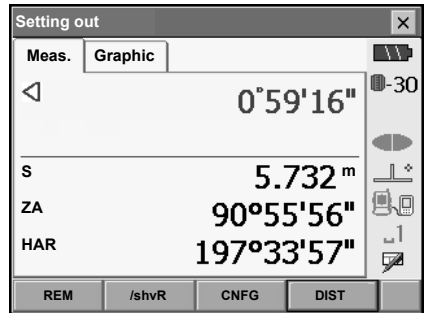 Setting out
Meas. Graphic
-30
0°59'16"
S 5.732 m
ZA 90°55'56"
HAR 197°33'57"
1
REM /shvR CNFG DIST